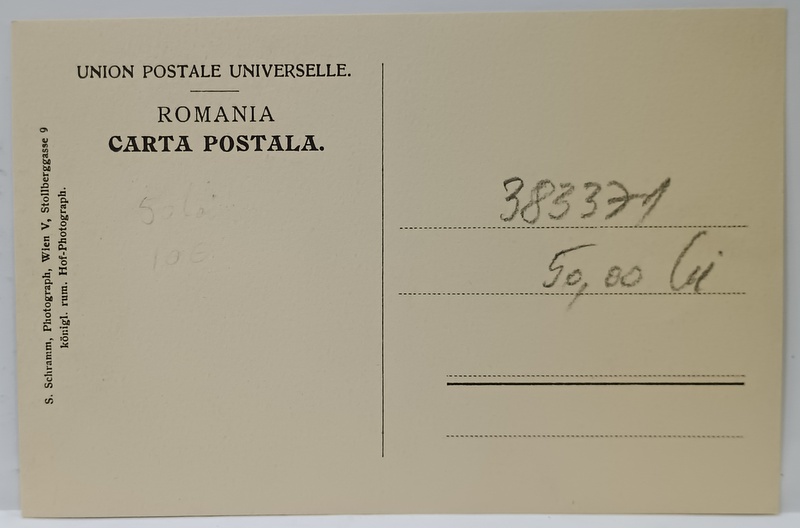 UNION POSTALE UNIVERSELLE.
ROMANIA
CARTA POSTALA.
S. Schramm, Photograph, Wien V, Stollberggasse 9
königl. rum. Hof-Photograph.
383371
50,00 lei